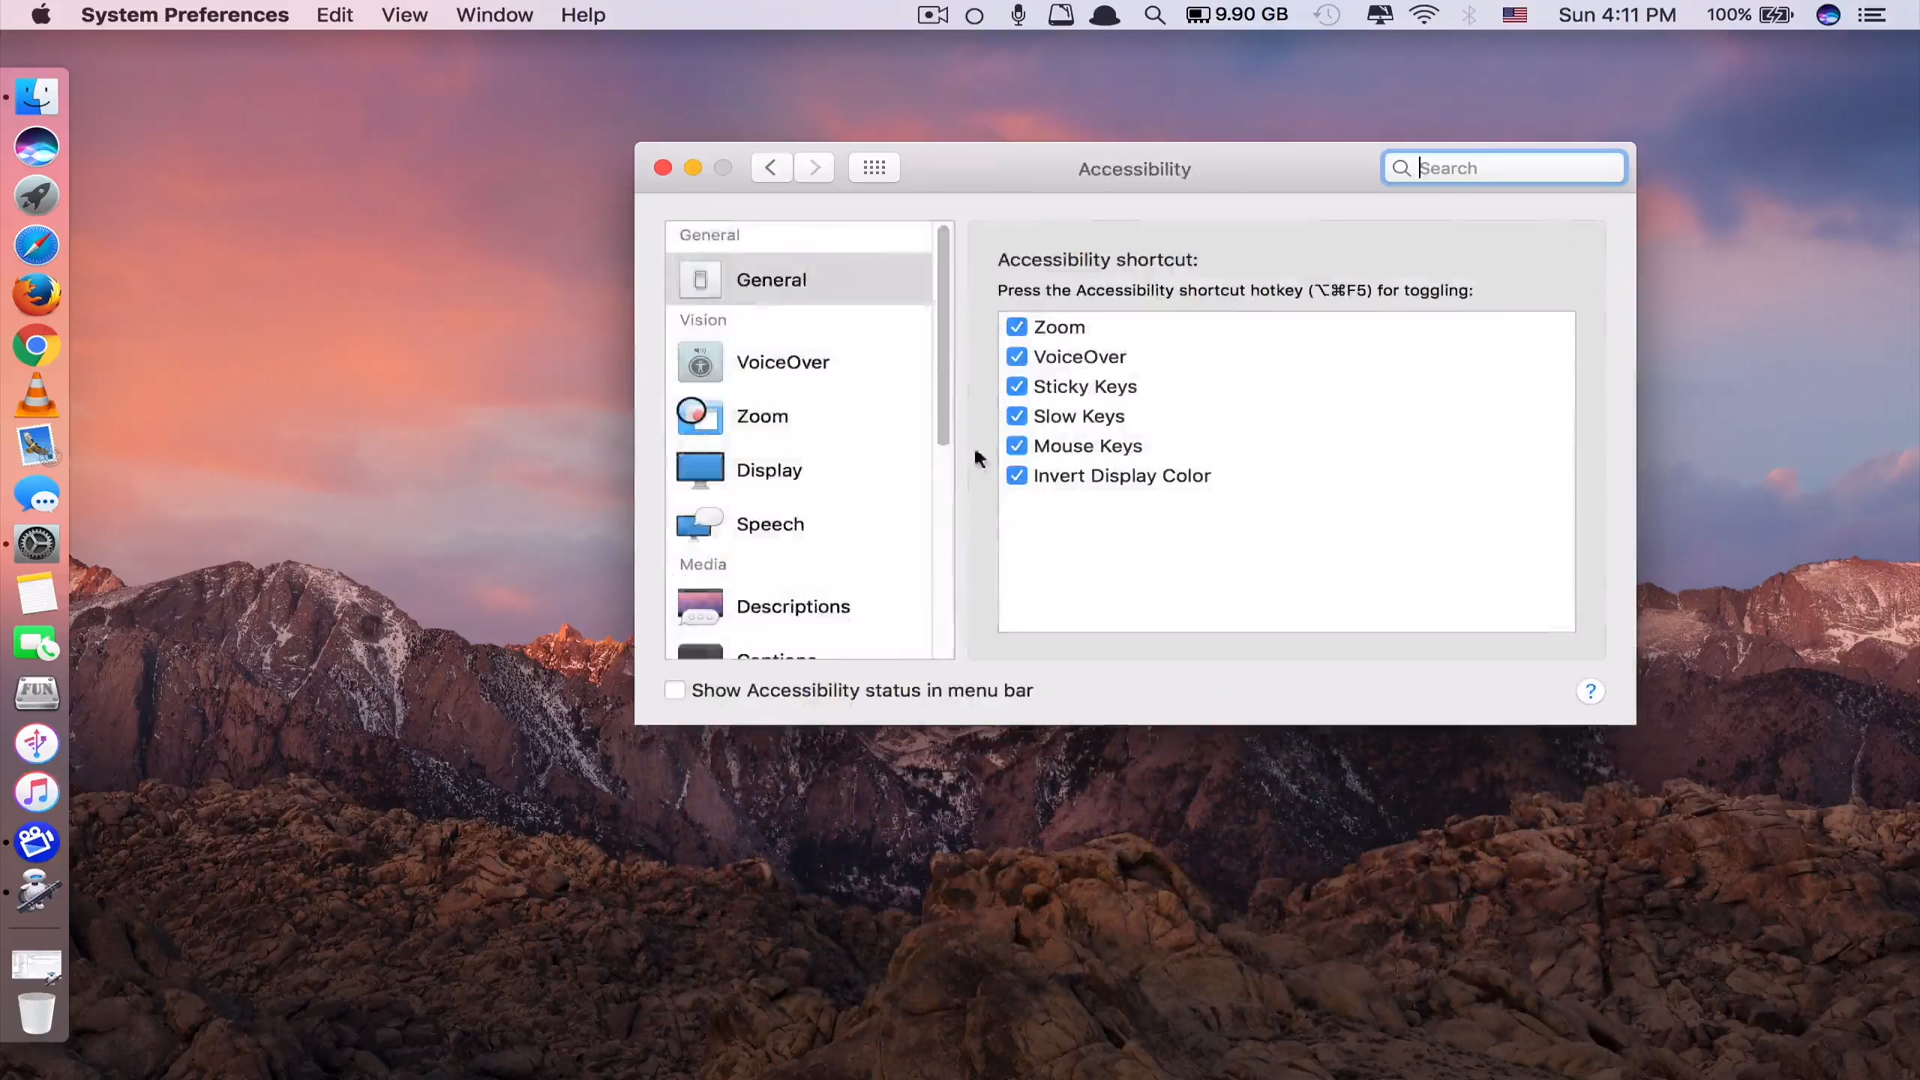 System Preferences Edit View Window Help 9.90 GB Sun 4:11 PM 100%
Accessibility
Search
General
General
Vision
VoiceOver
Zoom
Display
Speech
Media
Descriptions
Captions
Accessibility shortcut:
Press the Accessibility shortcut hotkey (⌥⌘F5) for toggling:
Zoom
VoiceOver
Sticky Keys
Slow Keys
Mouse Keys
Invert Display Color
Show Accessibility status in menu bar
?
FUN